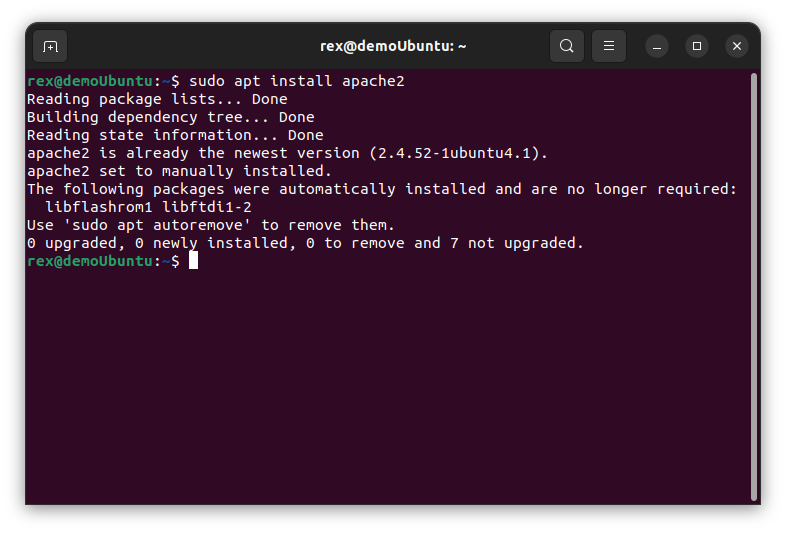 rex@demoUbuntu: ~
rex@demoUbuntu:~$ sudo apt install apache2
Reading package lists... Done
Building dependency tree... Done
Reading state information... Done
apache2 is already the newest version (2.4.52-1ubuntu4.1).
apache2 set to manually installed.
The following packages were automatically installed and are no longer required:
  libflashrom1 libftdi1-2
Use 'sudo apt autoremove' to remove them.
0 upgraded, 0 newly installed, 0 to remove and 7 not upgraded.
rex@demoUbuntu:~$